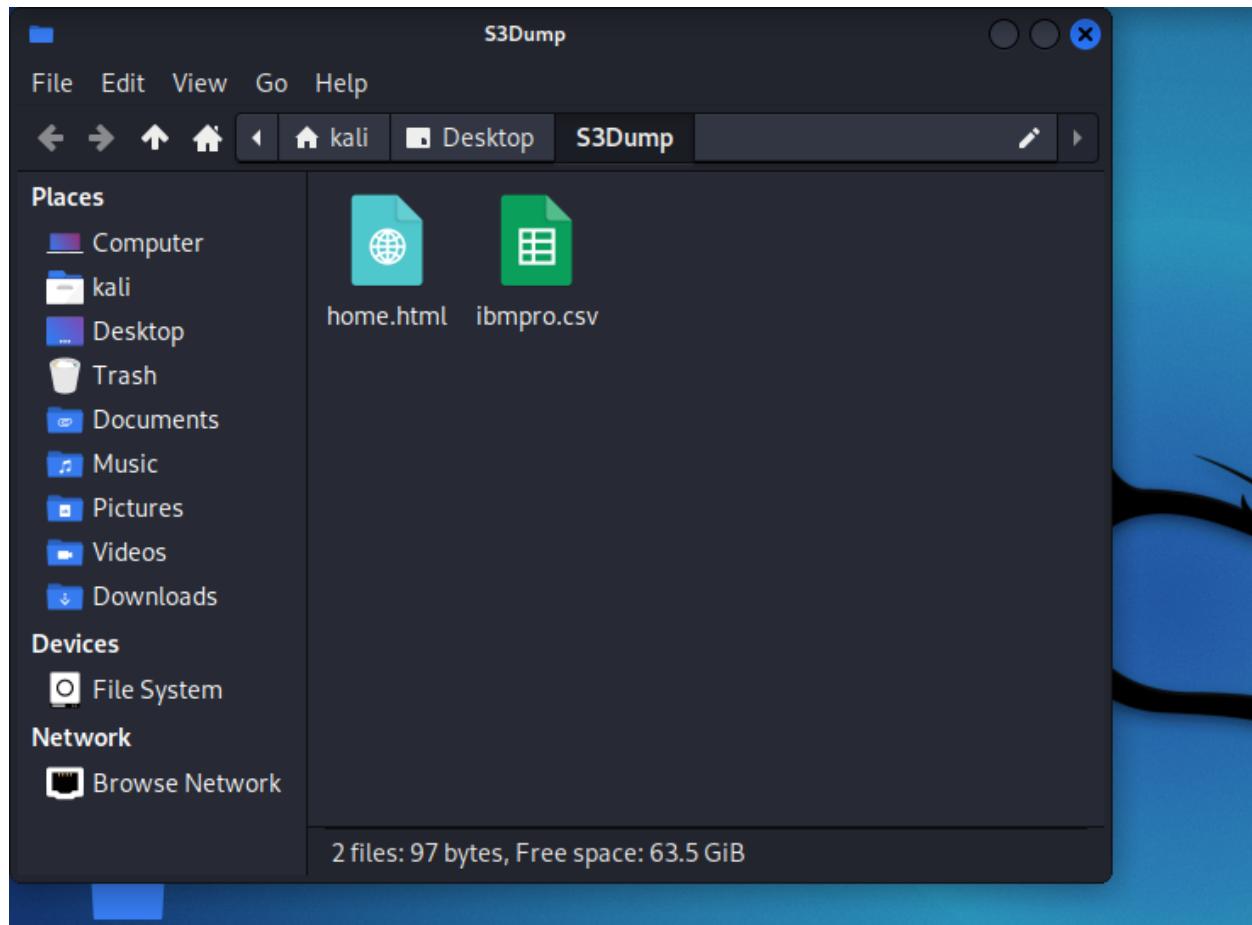 S3Dump
File Edit View Go Help
kali Desktop S3Dump
Places
Computer
kali
Desktop
Trash
Documents
Music
Pictures
Videos
Downloads
Devices
File System
Network
Browse Network
home.html ibmpro.csv
2 files: 97 bytes, Free space: 63.5 GiB